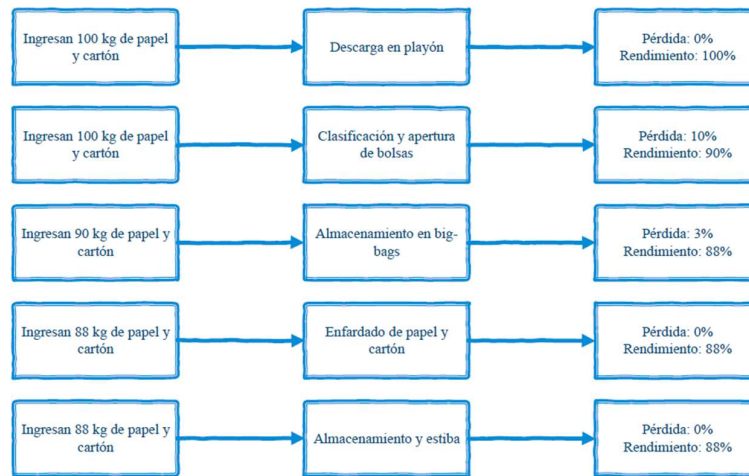 Ingresan 100 kg de papel
y cartón
Descarga en playón
Pérdida: 0%
Rendimiento: 100%
Ingresan 100 kg de papel
y cartón
Clasificación y apertura
de bolsas
Pérdida: 10%
Rendimiento: 90%
Ingresan 90 kg de papel y
cartón
Almacenamiento en big-
bags
Pérdida: 3%
Rendimiento: 88%
Ingresan 88 kg de papel y
cartón
Enfardado de papel y
cartón
Pérdida: 0%
Rendimiento: 88%
Ingresan 88 kg de papel y
cartón
Almacenamiento y estiba
Pérdida: 0%
Rendimiento: 88%